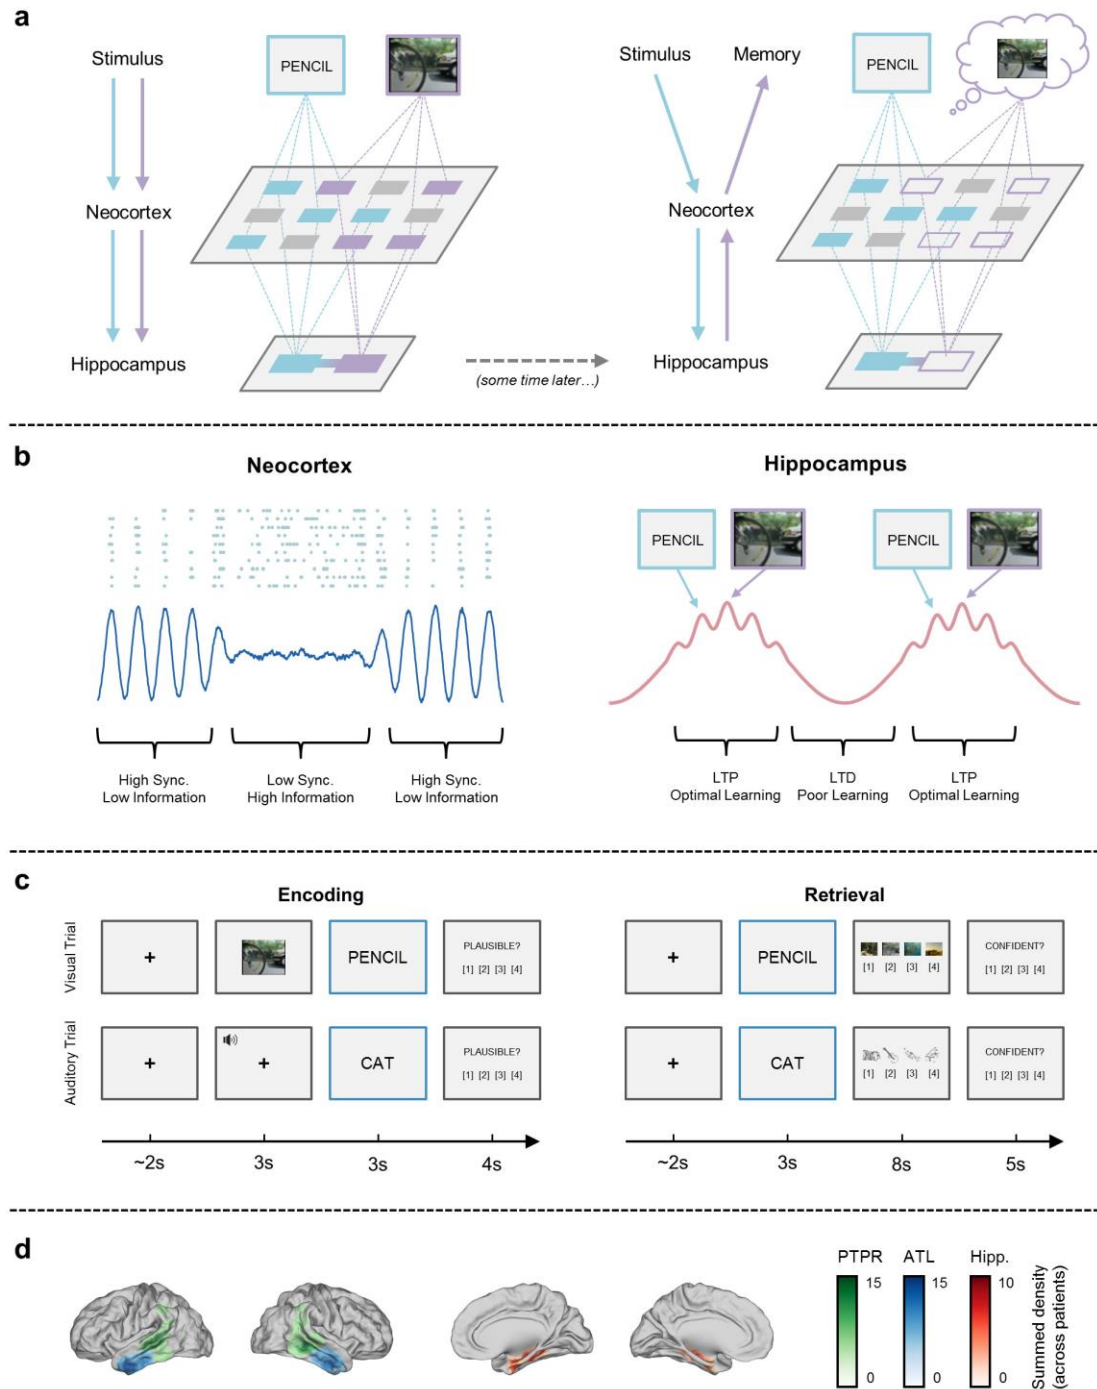 a
Stimulus
PENCIL
Neocortex
Hippocampus
(some time later...)
Stimulus
Memory
PENCIL
Neocortex
Hippocampus
b
Neocortex
High Sync.
Low Information
Low Sync.
High Information
High Sync.
Low Information
Hippocampus
PENCIL
PENCIL
LTP
Optimal Learning
LTD
Poor Learning
LTP
Optimal Learning
c
Encoding
Visual Trial
+
PENCIL
PLAUSIBLE?
[1] [2] [3] [4]
Auditory Trial
+
+
CAT
PLAUSIBLE?
[1] [2] [3] [4]
~2s
3s
3s
4s
Retrieval
+
PENCIL
[1] [2] [3] [4]
CONFIDENT?
[1] [2] [3] [4]
+
CAT
[1] [2] [3] [4]
CONFIDENT?
[1] [2] [3] [4]
~2s
3s
8s
5s
d
PTPR
15
0
ATL
15
0
Hipp.
10
0
Summed density
(across patients)